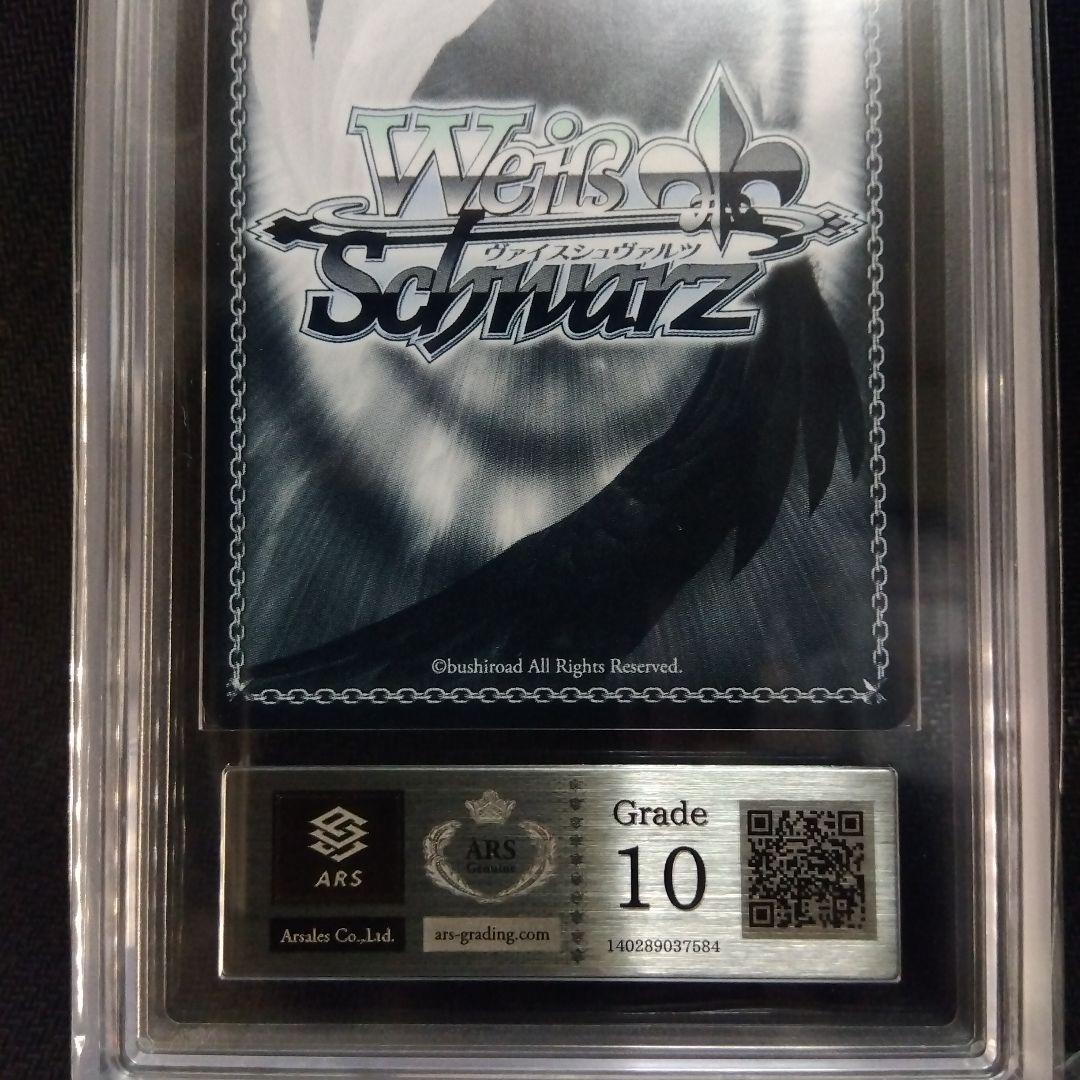 Weiß
ヴァイスシュヴァルツ
Schwarz
©bushiroad All Rights Reserved.
ARS
Arsales Co.,Ltd.
ARS
Genuine
ars-grading.com
Grade
10
140289037584